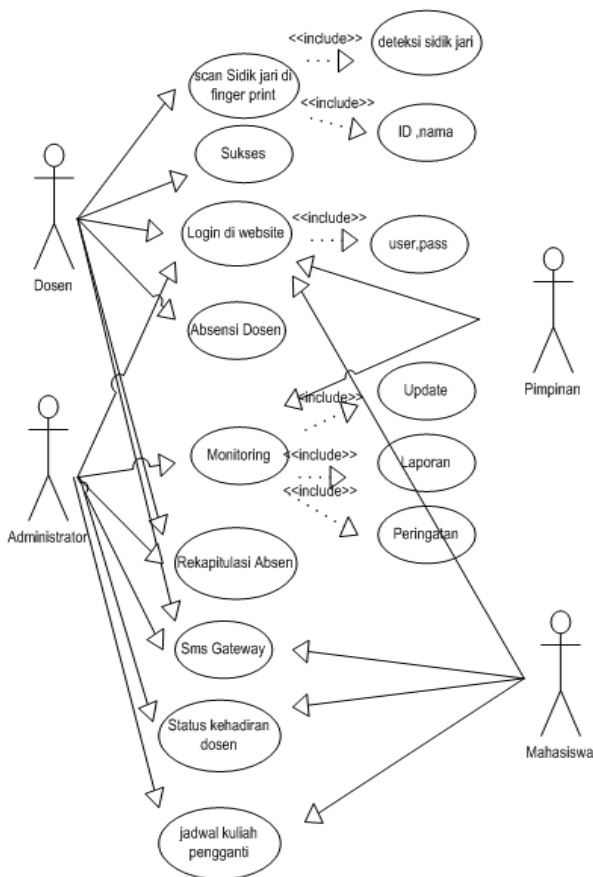 <<include>>
deteksi sidik jari
scan Sidik jari di
finger print
<<include>>
ID ,nama
Sukses
<<include>>
Login di website
user,pass
Dosen
Absensi Dosen
Pimpinan
<<include>>
Update
Monitoring
<<include>>
Laporan
<<include>>
Peringatan
Administrator
Rekapitulasi Absen
Sms Gateway
Status kehadiran
dosen
Mahasiswa
jadwal kuliah
pengganti